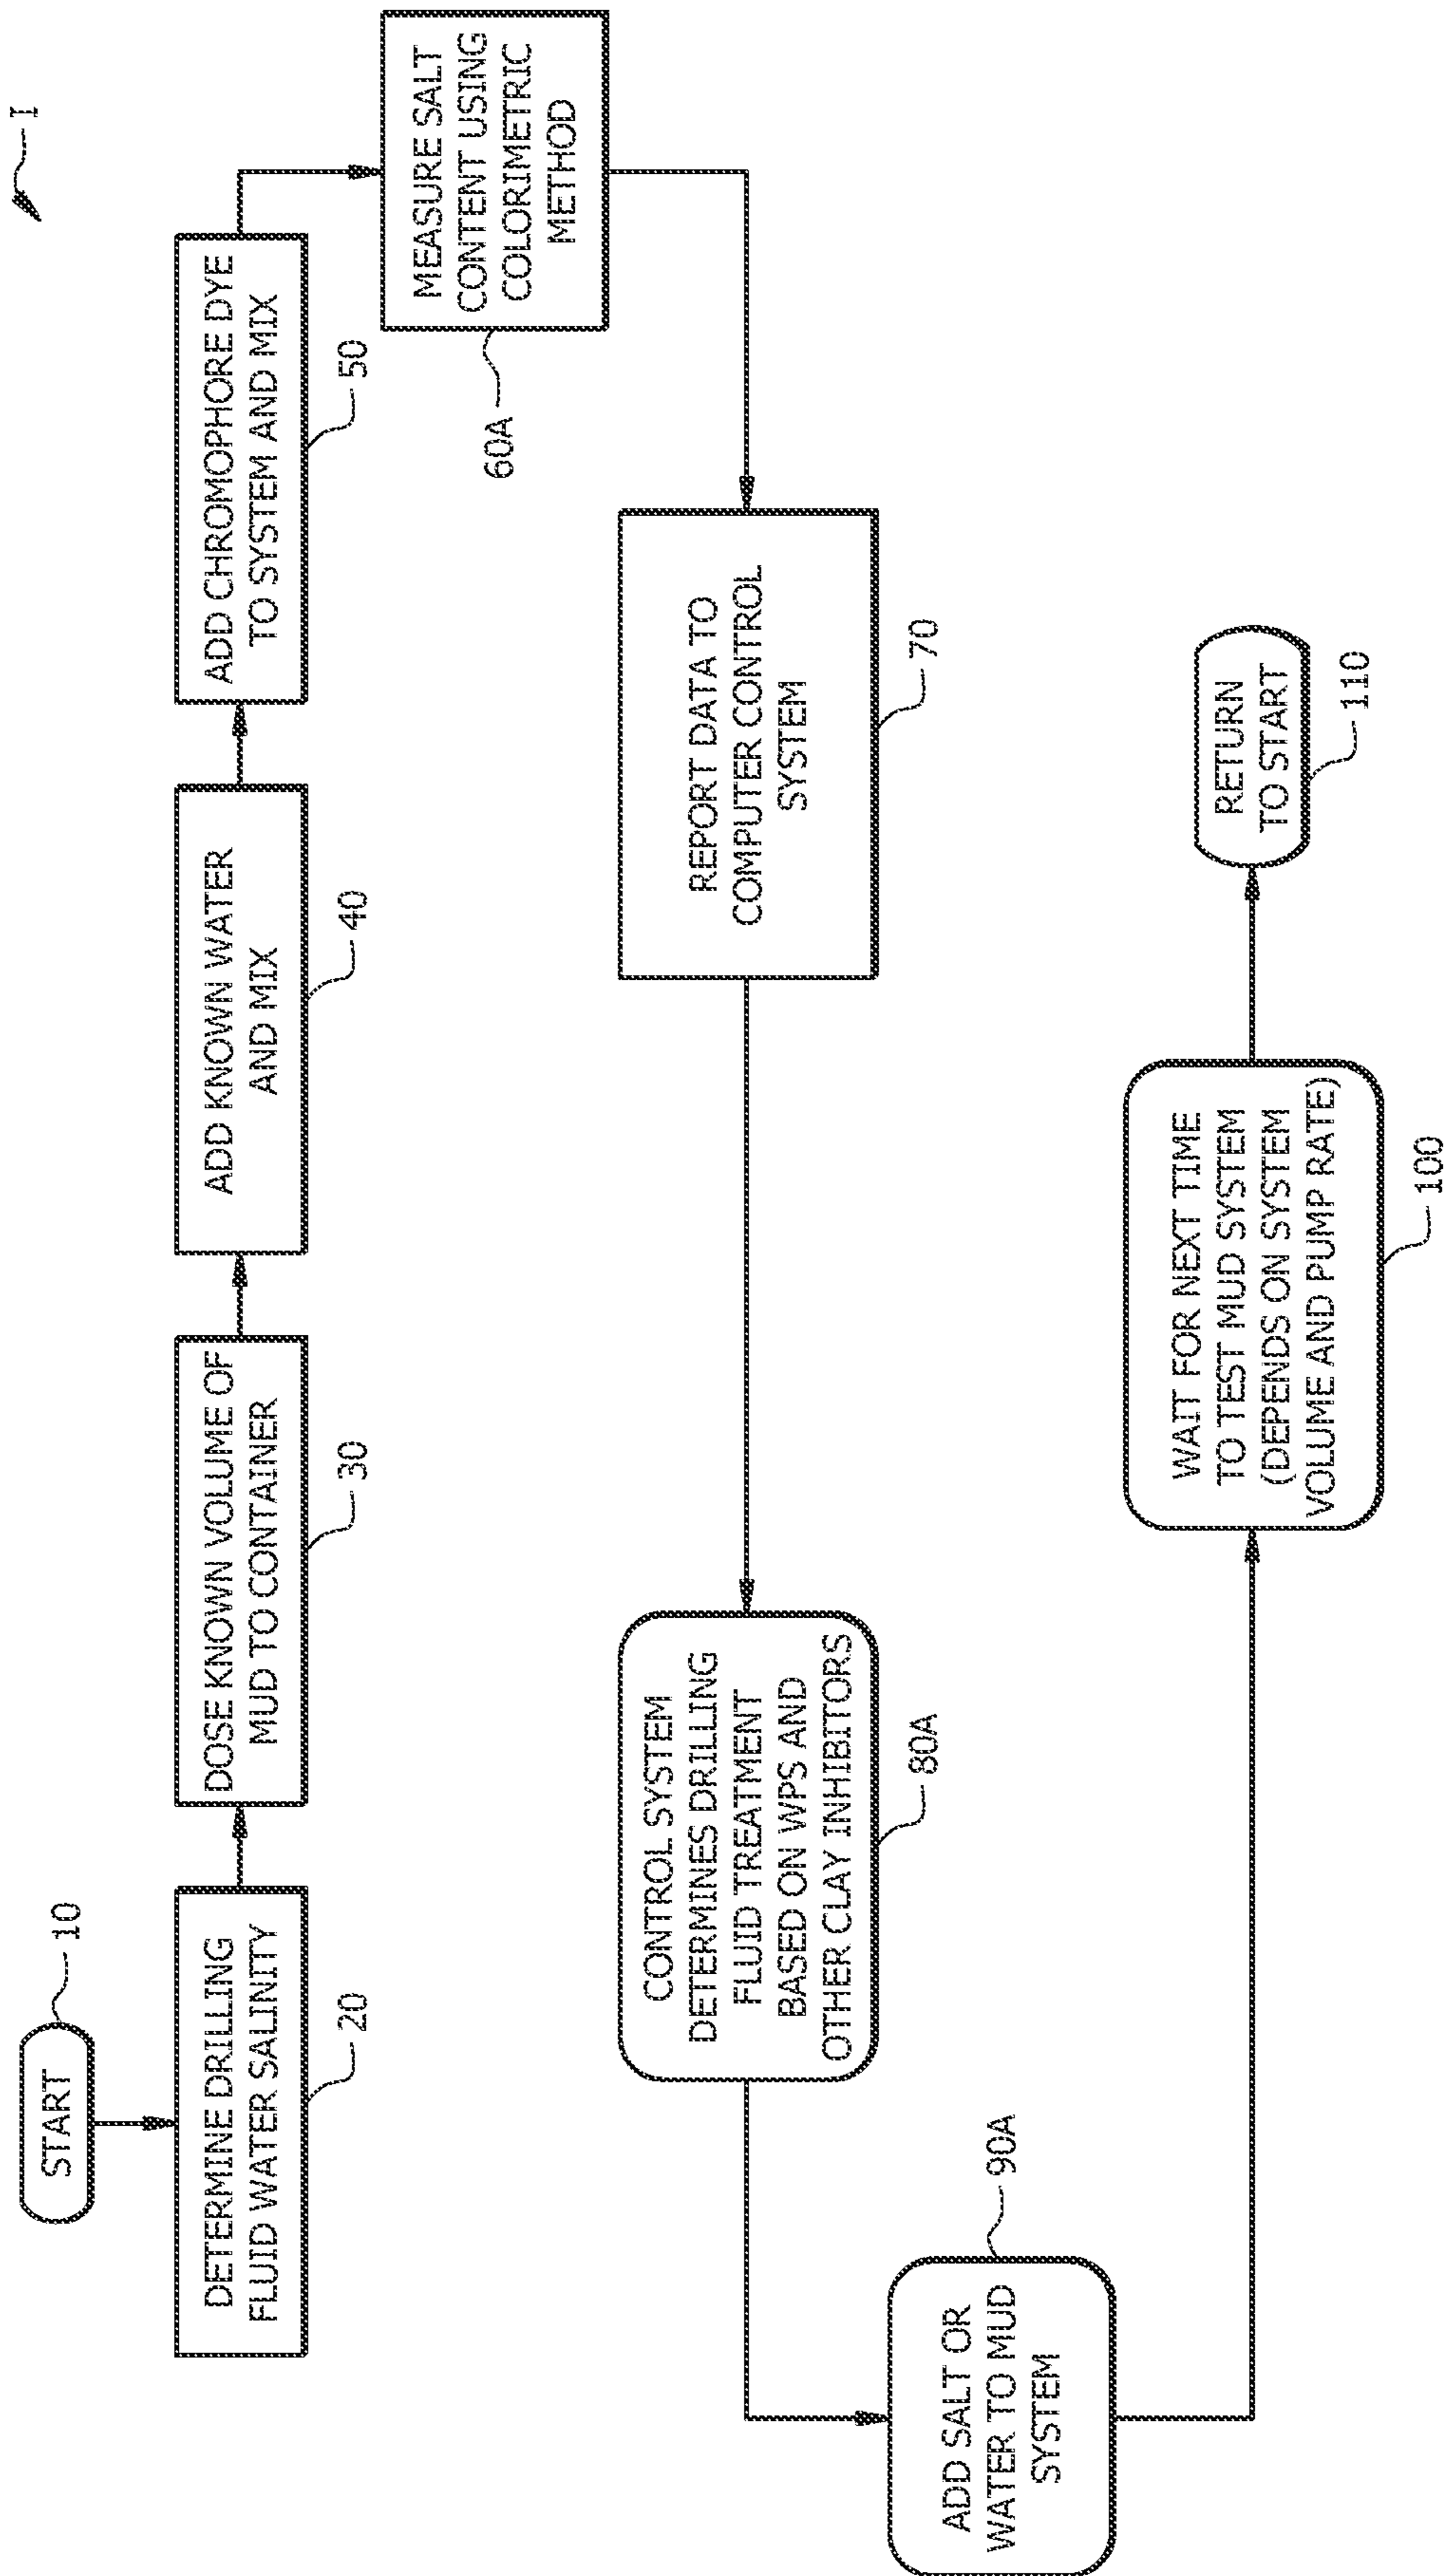 I
START
10
DETERMINE DRILLING
FLUID WATER SALINITY
20
DOSE KNOWN VOLUME OF
MUD TO CONTAINER
30
ADD KNOWN WATER
AND MIX
40
ADD CHROMOPHORE DYE
TO SYSTEM AND MIX
50
MEASURE SALT
CONTENT USING
COLORIMETRIC
METHOD
60A
REPORT DATA TO
COMPUTER CONTROL
SYSTEM
70
CONTROL SYSTEM
DETERMINES DRILLING
FLUID TREATMENT
BASED ON WPS AND
OTHER CLAY INHIBITORS
80A
ADD SALT OR
WATER TO MUD
SYSTEM
90A
WAIT FOR NEXT TIME
TO TEST MUD SYSTEM
(DEPENDS ON SYSTEM
VOLUME AND PUMP RATE)
100
RETURN
TO START
110